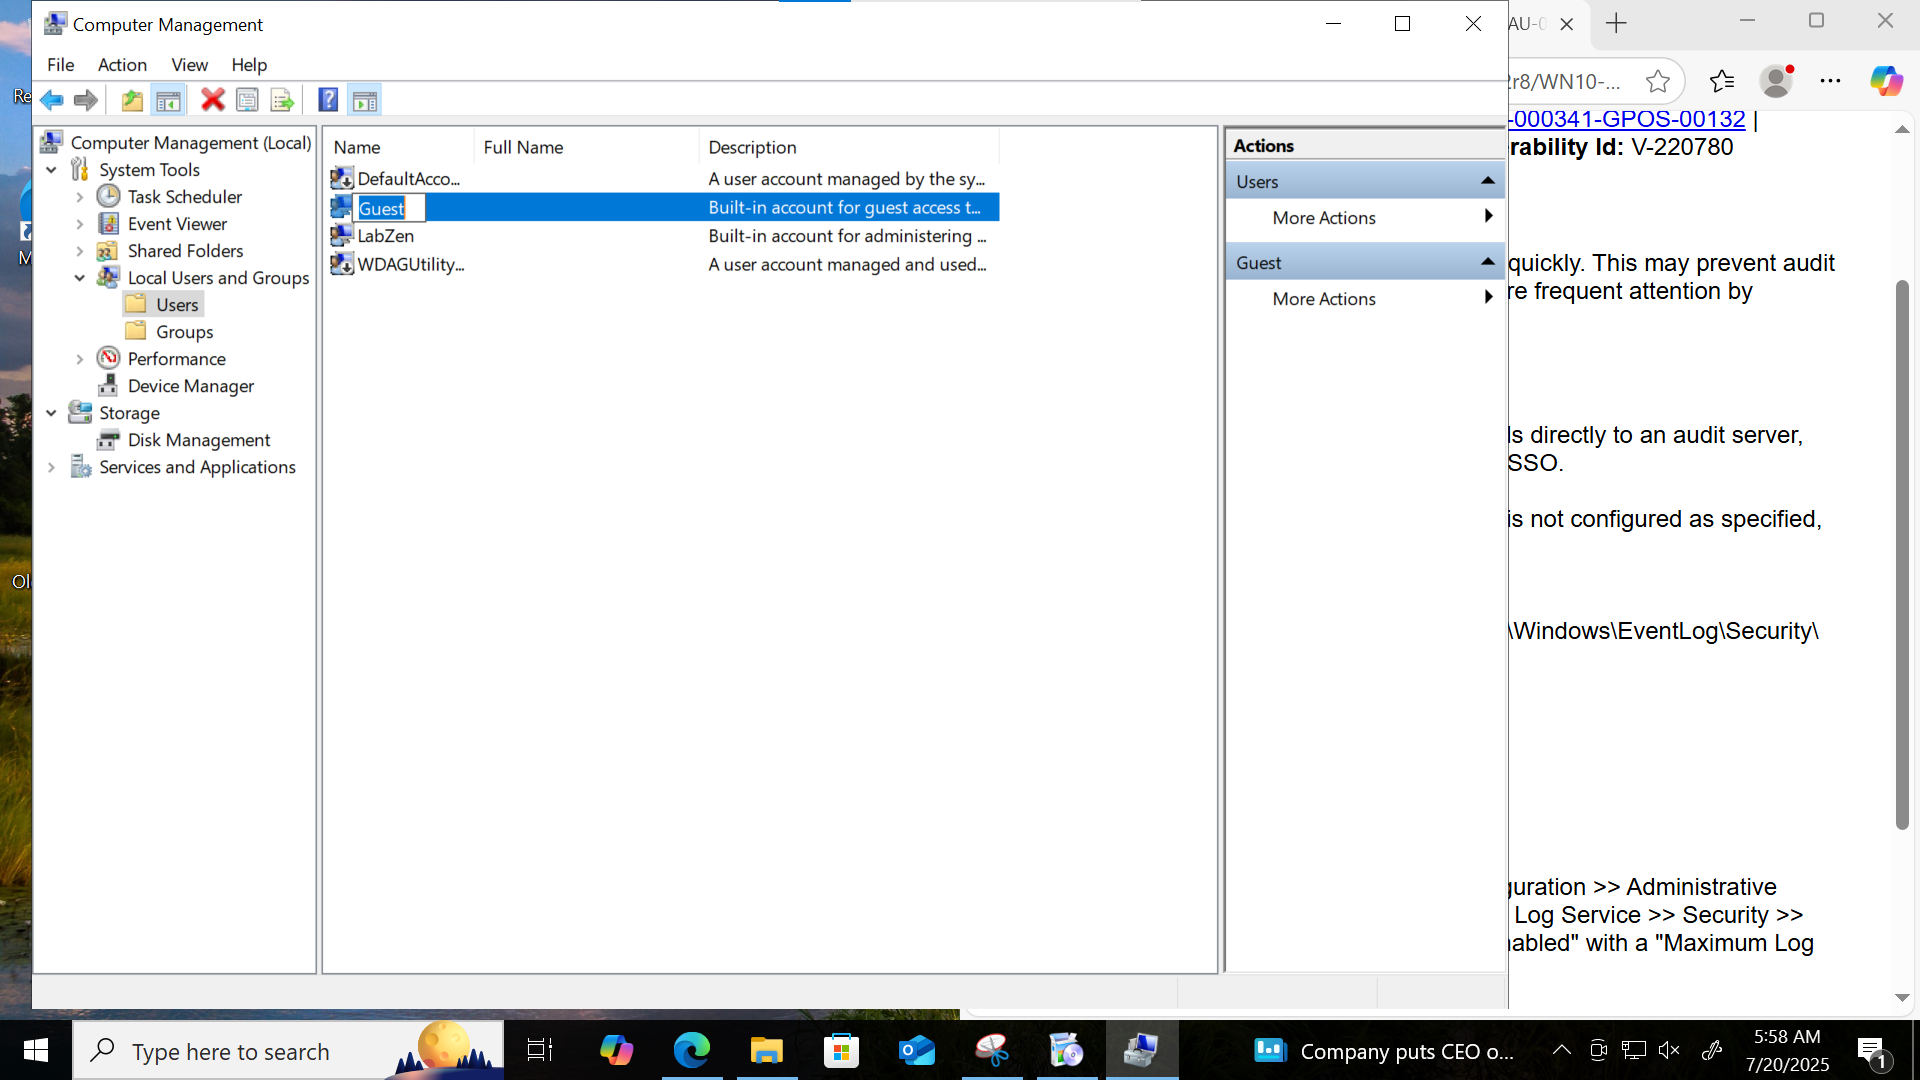 Computer Management
File Action View Help
Computer Management (Local)
System Tools
Task Scheduler
Event Viewer
Shared Folders
Local Users and Groups
Users
Groups
Performance
Device Manager
Storage
Disk Management
Services and Applications
Name Full Name Description
DefaultAcco... A user account managed by the sy...
Guest Built-in account for guest access t...
LabZen Built-in account for administering ...
WDAGUtility... A user account managed and used...
Actions
Users
More Actions
Guest
More Actions
AU-0
r8/WN10-...
-000341-GPOS-00132 |
rability Id: V-220780
quickly. This may prevent audit
re frequent attention by
ls directly to an audit server,
SSO.
is not configured as specified,
\Windows\EventLog\Security\
guration >> Administrative
Log Service >> Security >>
nabled" with a "Maximum Log
Re
M
Ol
Type here to search
Company puts CEO o...
5:58 AM
7/20/2025
1